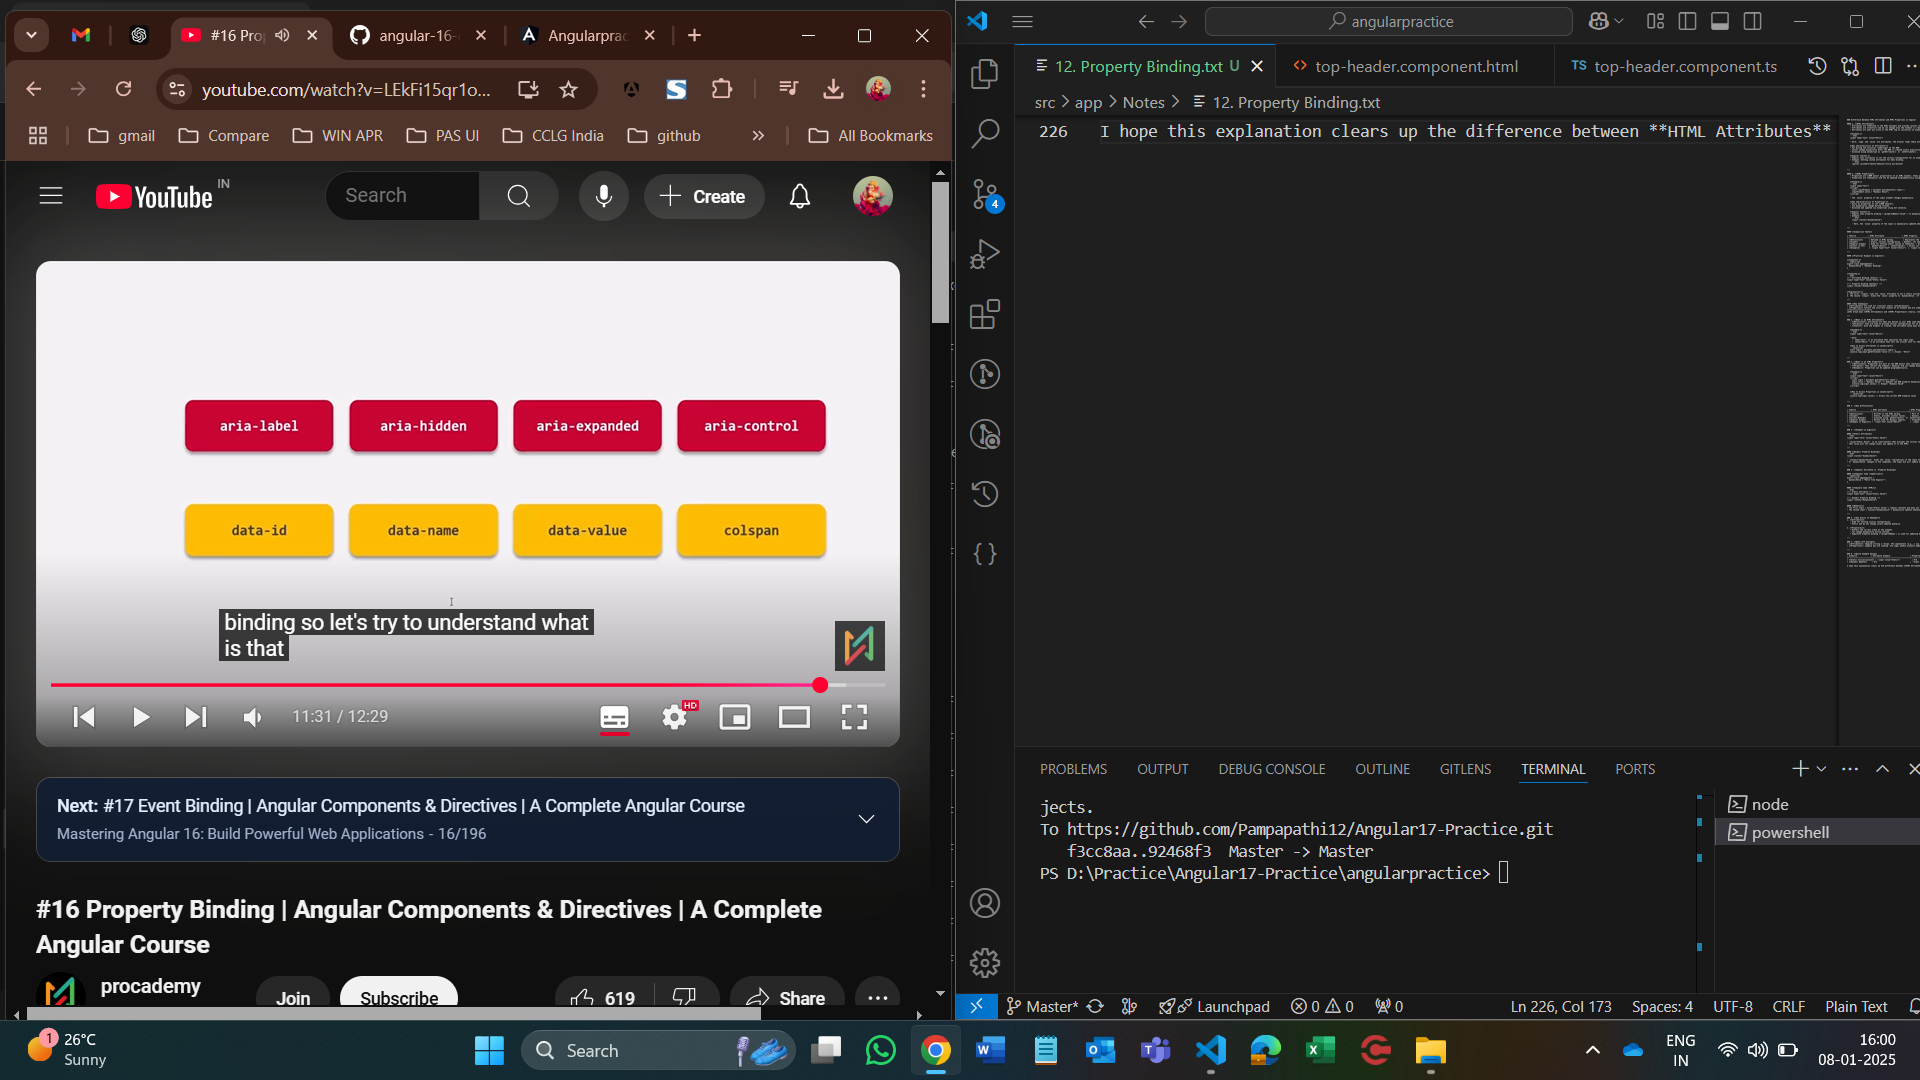 #16 Pro
angular-16-
Angularprac
youtube.com/watch?v=LEkFi15qr1o...
gmail
Compare
WIN APR
PAS UI
CCLG India
github
All Bookmarks
YouTube IN
Search
Create
aria-label
aria-hidden
aria-expanded
aria-control
data-id
data-name
data-value
colspan
binding so let's try to understand what
is that
11:31 / 12:29
HD
Next: #17 Event Binding | Angular Components & Directives | A Complete Angular Course
Mastering Angular 16: Build Powerful Web Applications - 16/196
#16 Property Binding | Angular Components & Directives | A Complete
Angular Course
procademy
Join
Subscribe
619
Share
angularpractice
12. Property Binding.txt U
top-header.component.html
TS top-header.component.ts
src > app > Notes > 12. Property Binding.txt
226 I hope this explanation clears up the difference between **HTML Attributes**
4
PROBLEMS
OUTPUT
DEBUG CONSOLE
OUTLINE
GITLENS
TERMINAL
PORTS
jects.
To https://github.com/Pampapathi12/Angular17-Practice.git
f3cc8aa..92468f3 Master -> Master
PS D:\Practice\Angular17-Practice\angularpractice>
node
powershell
Master*
Launchpad
0
0
0
Ln 226, Col 173
Spaces: 4
UTF-8
CRLF
Plain Text
1
26°C
Sunny
Search
ENG
IN
16:00
08-01-2025